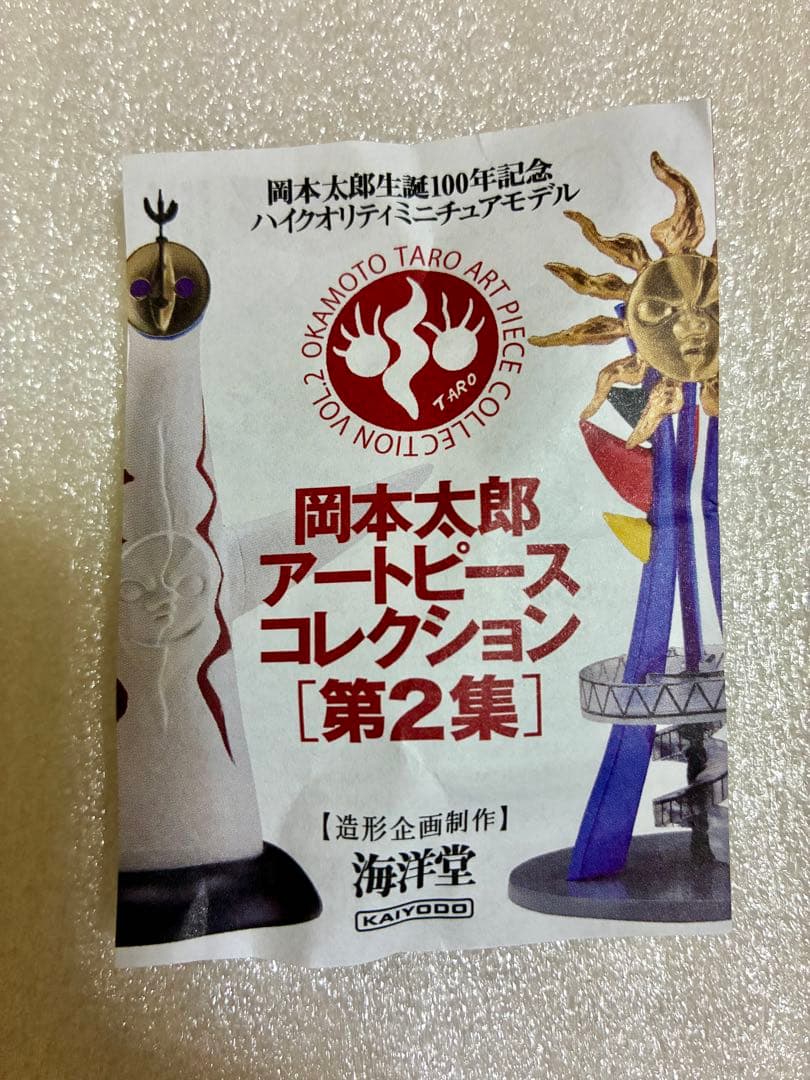 岡本太郎生誕100年記念
ハイクオリティミニチュアモデル
OKAMOTO TARO ART PIECE COLLECTION VOL.2
TARO
岡本太郎
アートピース
コレクション
［第2集］
【造形企画制作】
海洋堂
KAIYODO